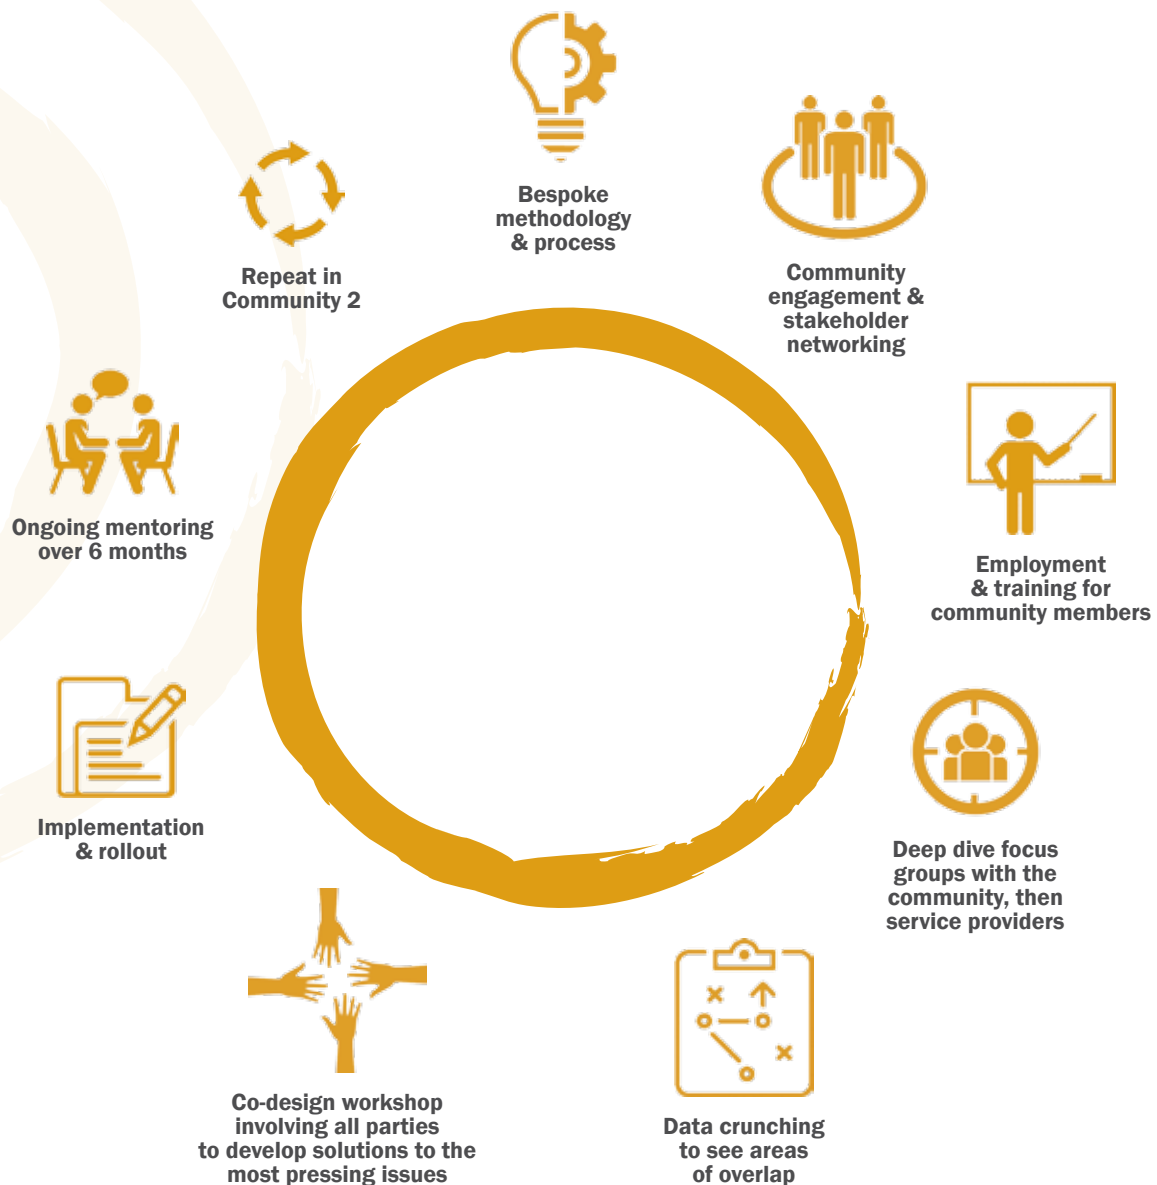 Bespoke
methodology
& process
Community
engagement &
stakeholder
networking
Employment
& training for
community members
Deep dive focus
groups with the
community, then
service providers
Data crunching
to see areas
of overlap
Co-design workshop
involving all parties
to develop solutions to the
most pressing issues
Implementation
& rollout
Ongoing mentoring
over 6 months
Repeat in
Community 2